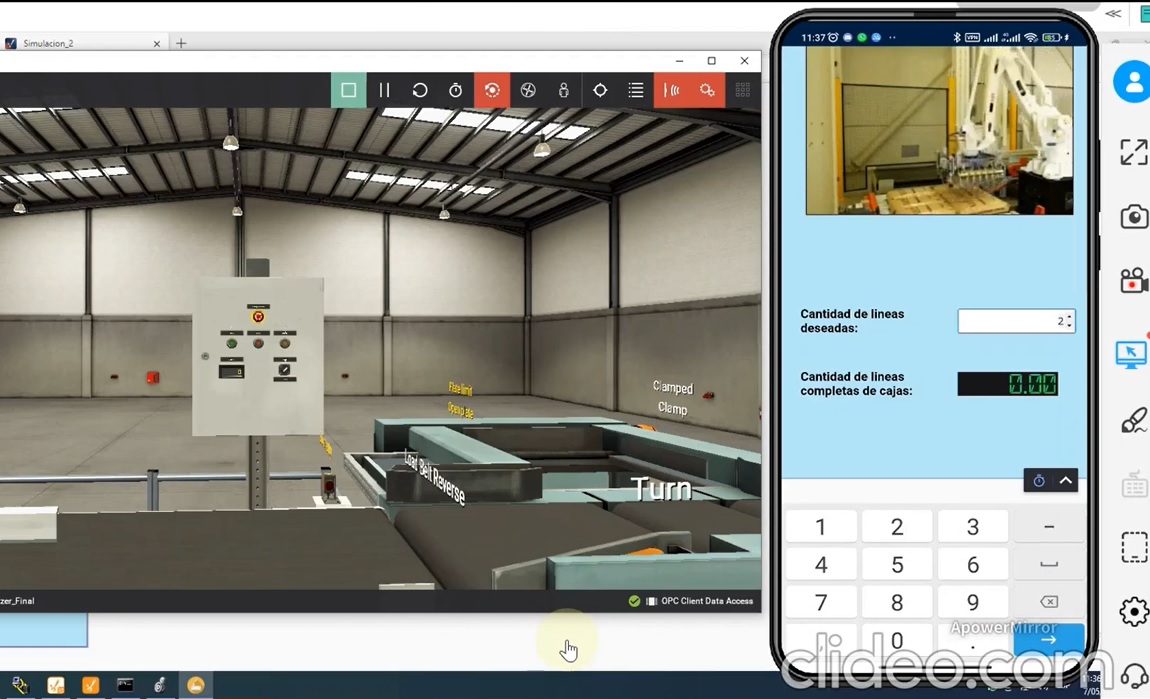 Simulacion_2
11:37
VPN
Cantidad de lineas
deseadas:
2
Cantidad de lineas
completas de cajas:
0.00
Clamped
Clamp
Load Belt Reverse
Turn
zer_Final
OPC Client Data Access
1
2
3
-
4
5
6
7
8
9
0
.
ApowerMirror
clideo.com
11:36
7/05